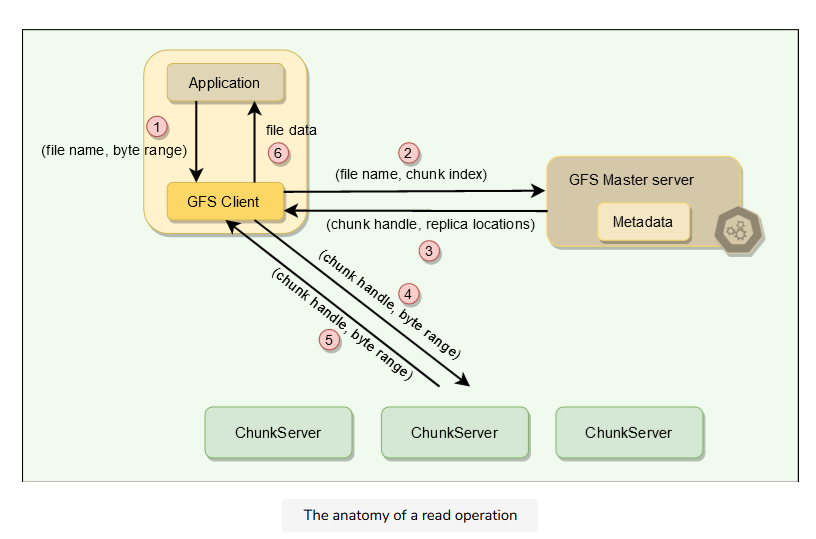 Application
1
file data
(file name, byte range)
6
2
(file name, chunk index)
GFS Client
GFS Master server
Metadata
(chunk handle, replica locations)
3
(chunk handle, byte range)
4
(chunk handle, byte range)
5
ChunkServer
ChunkServer
ChunkServer
The anatomy of a read operation